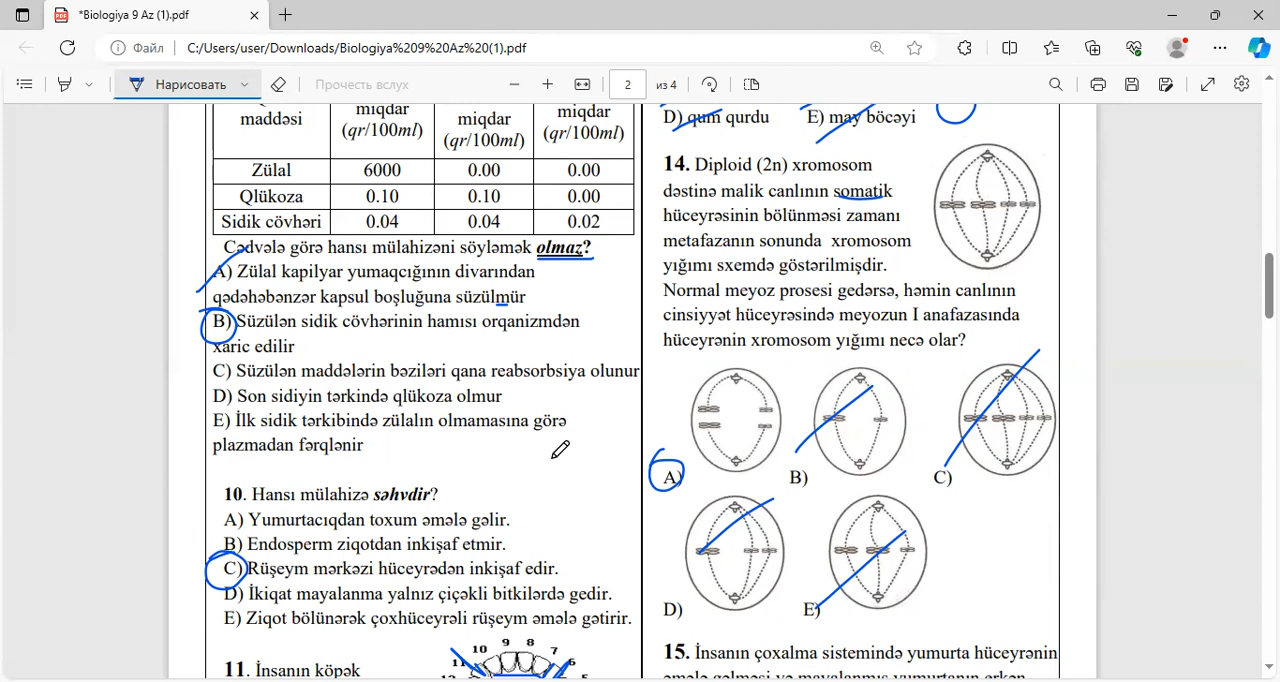 *Biologiya 9 Az (1).pdf
Файл
C:/Users/user/Downloads/Biologiya%209%20Az%20(1).pdf
Нарисовать
Прочесть вслух
2
из 4
maddəsi
miqdar
(qr/100ml)
miqdar
(qr/100ml)
miqdar
(qr/100ml)
Zülal 6000 0.00 0.00
Qlükoza 0.10 0.10 0.00
Sidik cövhəri 0.04 0.04 0.02
Cədvələ görə hansı mülahizəni söyləmək olmaz?
A) Zülal kapilyar yumaqcığının divarından
qədəhəbənzər kapsul boşluğuna süzülmür
B) Süzülən sidik cövhərinin hamısı orqanizmdən
xaric edilir
C) Süzülən maddələrin bəziləri qana reabsorbsiya olunur
D) Son sidiyin tərkində qlükoza olmur
E) İlk sidik tərkibində zülalın olmamasına görə
plazmadan fərqlənir
10. Hansı mülahizə səhvdir?
A) Yumurtacıqdan toxum əmələ gəlir.
B) Endosperm ziqotdan inkişaf etmir.
C) Rüşeym mərkəzi hüceyrədən inkişaf edir.
D) İkiqat mayalanma yalnız çiçəkli bitkilərdə gedir.
E) Ziqot bölünərək çoxhüceyrəli rüşeym əmələ gətirir.
11. İnsanın köpək
11 10 9 8 7 6
D) qum qurdu E) may böcəyi
14. Diploid (2n) xromosom
dəstinə malik canlının somatik
hüceyrəsinin bölünməsi zamanı
metafazanın sonunda xromosom
yığımı sxemdə göstərilmişdir.
Normal meyoz prosesi gedərsə, həmin canlının
cinsiyyət hüceyrəsində meyozun I anafazasında
hüceyrənin xromosom yığımı necə olar?
A) B) C)
D) E)
15. İnsanın çoxalma sistemində yumurta hüceyrənin